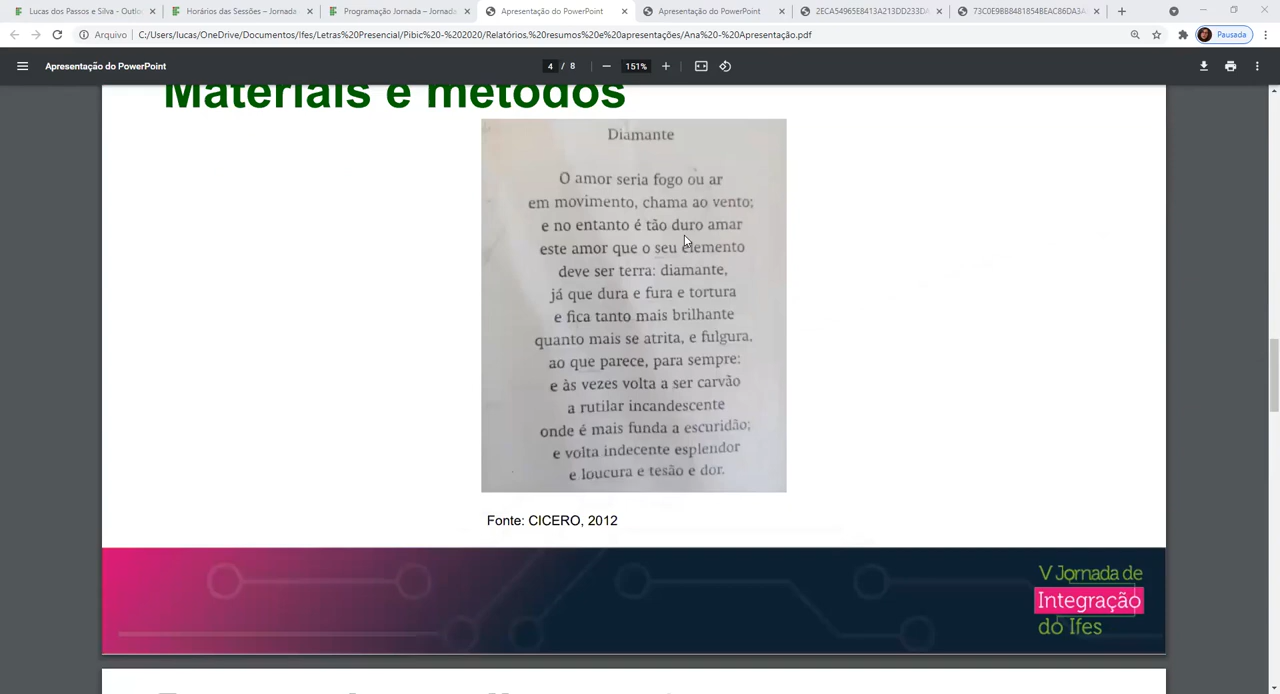 Lucas dos Passos e Silva - Outlo
Horários das Sessões – Jornada
Programação Jornada – Jornada
Apresentação do PowerPoint
Apresentação do PowerPoint
2ECA54965E8413A213DD233DA
73C0E9BB8481854BEAC86DA3A
Arquivo
C:/Users/lucas/OneDrive/Documentos/Ifes/Letras%20Presencial/Pibic%20-%202020/Relatórios,%20resumos%20e%20apresentações/Ana%20-%20Apresentação.pdf
Pausada
Apresentação do PowerPoint
4 / 8
151%
Materiais e métodos
Diamante
O amor seria fogo ou ar
em movimento, chama ao vento;
e no entanto é tão duro amar
este amor que o seu elemento
deve ser terra: diamante,
já que dura e fura e tortura
e fica tanto mais brilhante
quanto mais se atrita, e fulgura,
ao que parece, para sempre:
e às vezes volta a ser carvão
a rutilar incandescente
onde é mais funda a escuridão;
e volta indecente esplendor
e loucura e tesão e dor.
Fonte: CICERO, 2012
V Jornada de
Integração
do Ifes